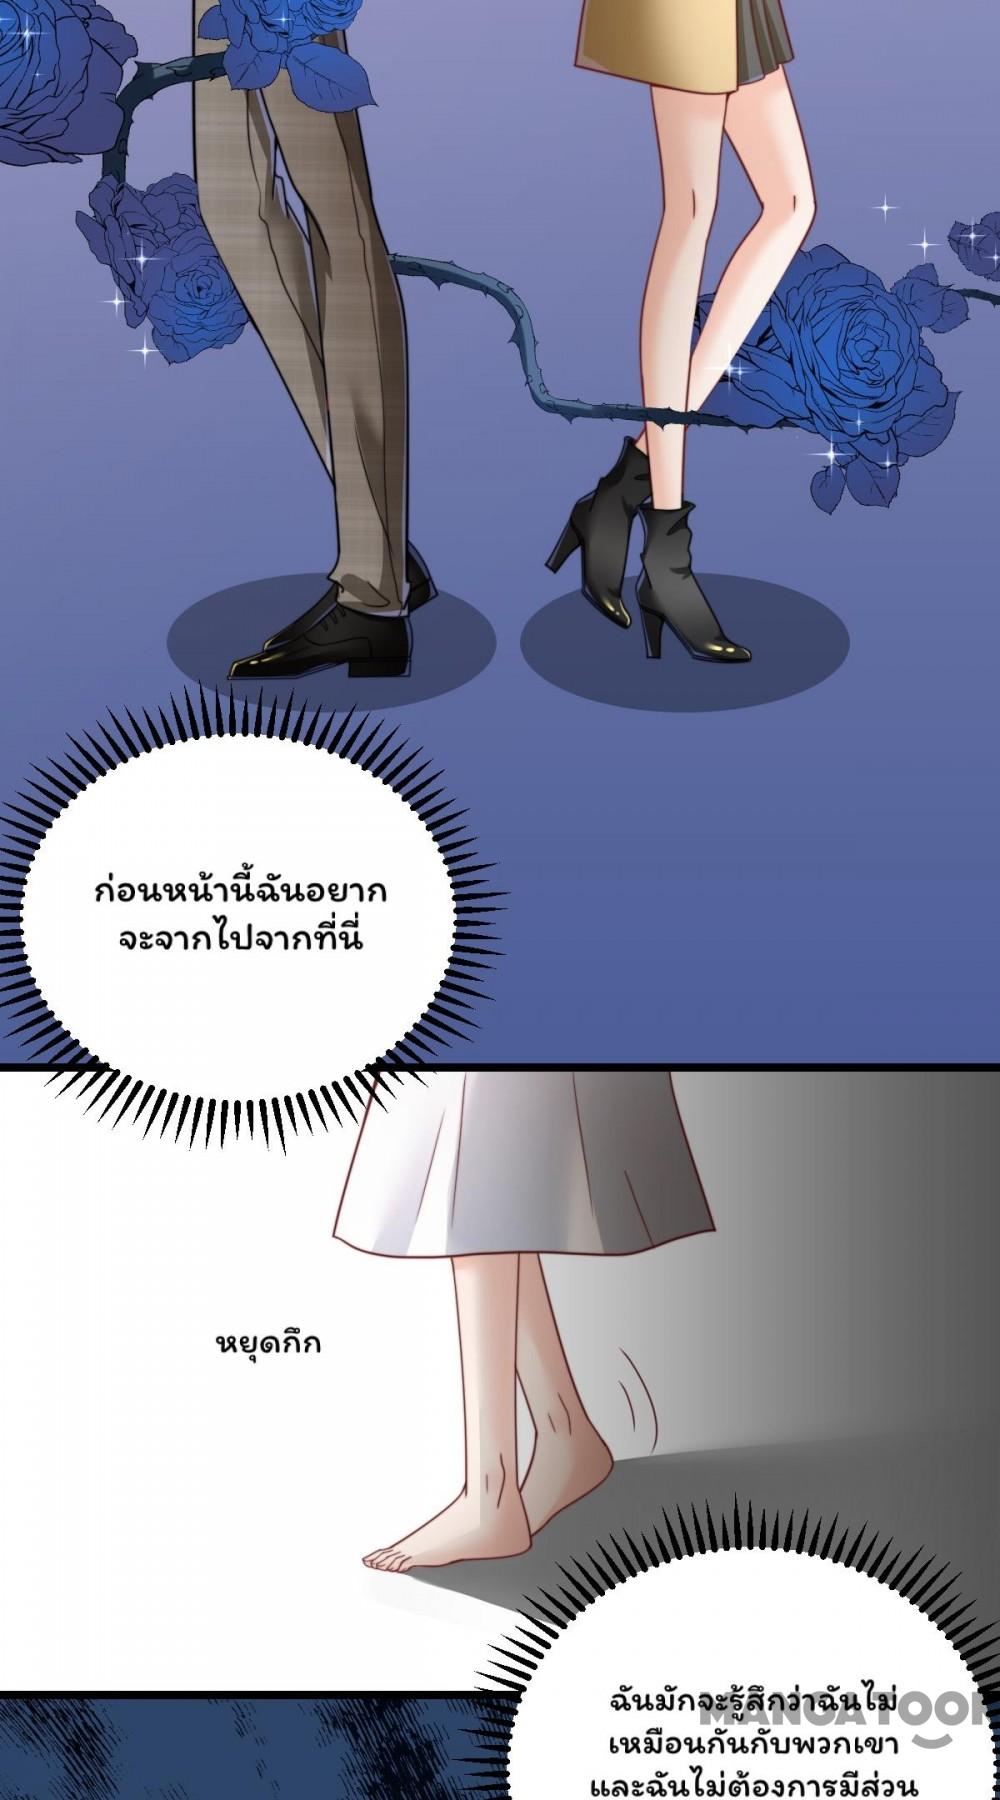 ก่อนหน้านี้ฉันอยาก
จะจากไปจากที่นี่
หยุดกึก
ฉันมักจะรู้สึกว่าฉันไม่
เหมือนกันกับพวกเขา
และฉันไม่ต้องการมีส่วน
MANGATOON